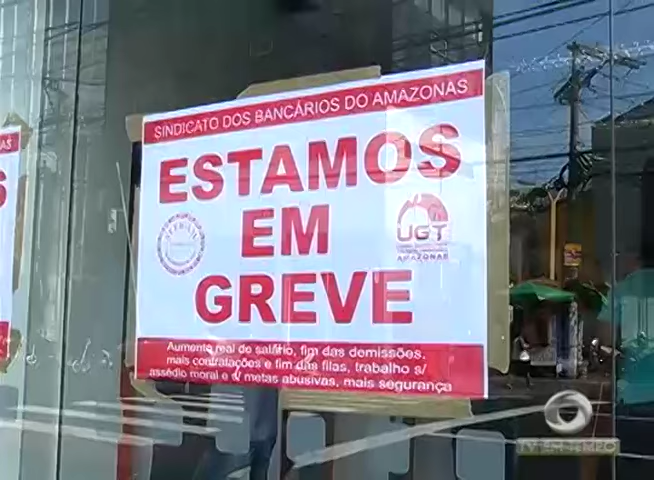 SINDICATO DOS BANCÁRIOS DO AMAZONAS
ESTAMOS
EM
GREVE
UGT
AMAZONAS
Aumento real de salário, fim das demissões,
mais contratações e fim das filas, trabalho s/
assédio moral e s/ metas abusivas, mais segurança